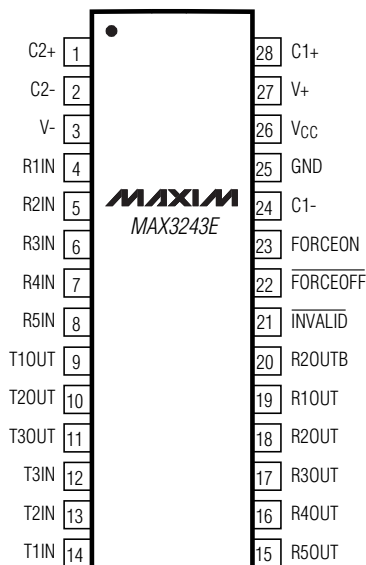 C2+ 1 28 C1+
C2- 2 27 V+
V- 3 26 VCC
R1IN 4 25 GND
R2IN 5 MAXIM 24 C1-
R3IN 6 MAX3243E 23 FORCEON
R4IN 7 22 FORCEOFF
R5IN 8 21 INVALID
T1OUT 9 20 R2OUTB
T2OUT 10 19 R1OUT
T3OUT 11 18 R2OUT
T3IN 12 17 R3OUT
T2IN 13 16 R4OUT
T1IN 14 15 R5OUT